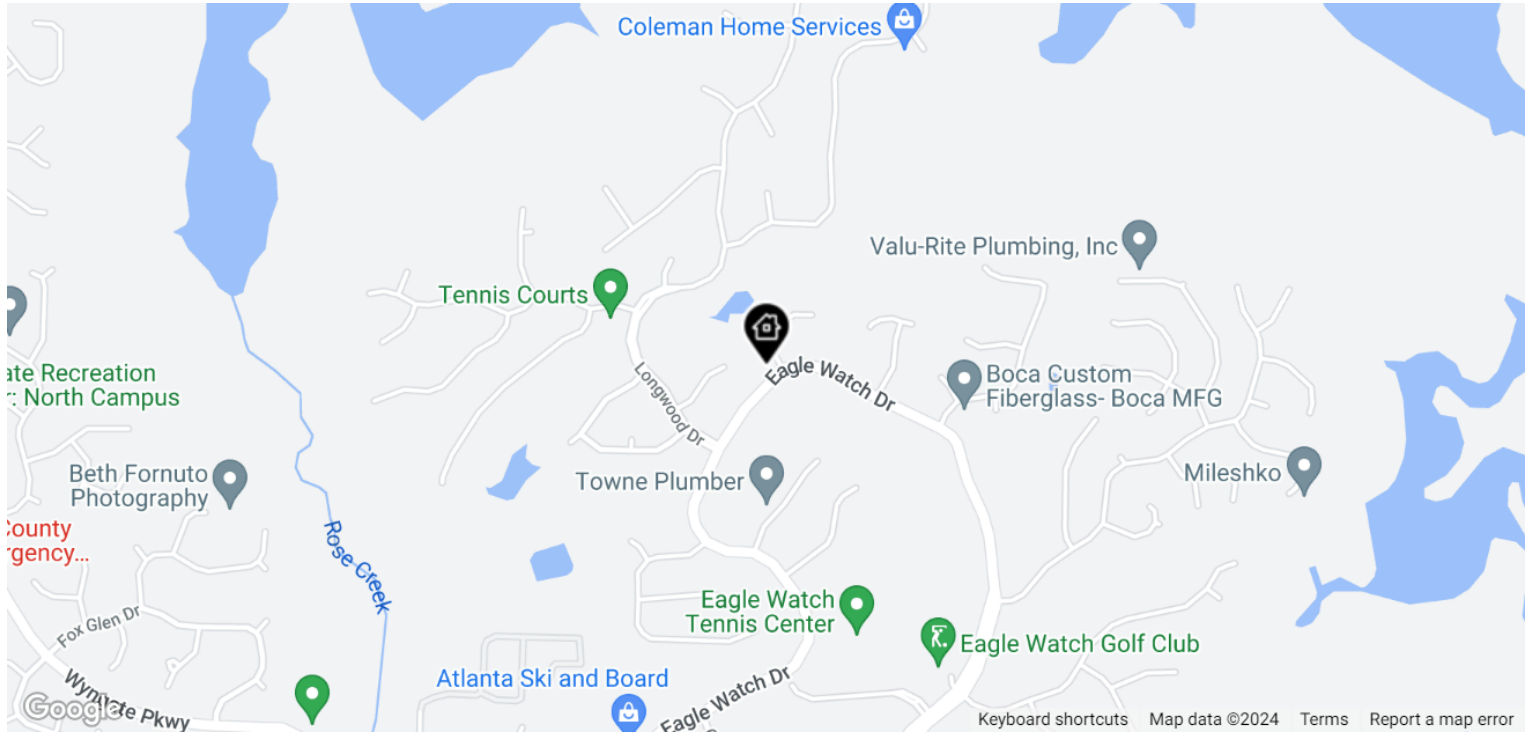 Coleman Home Services
Valu-Rite Plumbing, Inc
Tennis Courts
Eagle Watch Dr
ate Recreation
r: North Campus
Longwood Dr
Boca Custom
Fiberglass- Boca MFG
Beth Fornuto
Photography
Towne Plumber
Mileshko
County
rgency...
Rose Creek
Eagle Watch
Tennis Center
Fox Glen Dr
Eagle Watch Golf Club
Atlanta Ski and Board
Eagle Watch Dr
Wyngate Pkwy
Google
Keyboard shortcuts
Map data ©2024
Terms
Report a map error